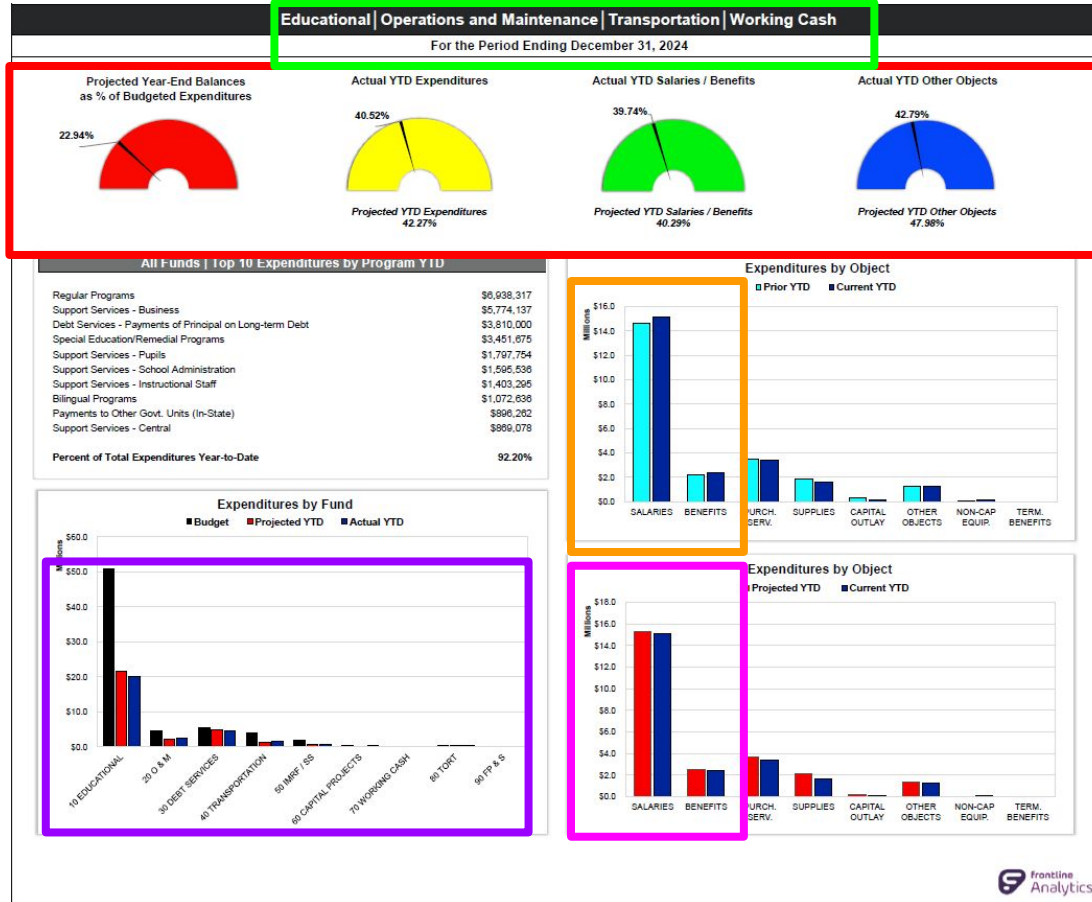 Educational | Operations and Maintenance | Transportation | Working Cash
For the Period Ending December 31, 2024
Projected Year-End Balances
as % of Budgeted Expenditures
22.94%
Actual YTD Expenditures
40.52%
Projected YTD Expenditures
42.27%
Actual YTD Salaries / Benefits
39.74%
Projected YTD Salaries / Benefits
40.29%
Actual YTD Other Objects
42.79%
Projected YTD Other Objects
47.98%
All Funds | Top 10 Expenditures by Program YTD
Regular Programs $6,938,317
Support Services - Business $5,774,137
Debt Services - Payments of Principal on Long-term Debt $3,810,000
Special Education/Remedial Programs $3,451,675
Support Services - Pupils $1,797,754
Support Services - School Administration $1,595,536
Support Services - Instructional Staff $1,403,295
Bilingual Programs $1,072,636
Payments to Other Govt. Units (In-State) $896,262
Support Services - Central $869,078
Percent of Total Expenditures Year-to-Date 92.20%
Expenditures by Object
Prior YTD Current YTD
Millions
$16.0
$14.0
$12.0
$10.0
$8.0
$6.0
$4.0
$2.0
$0.0
SALARIES BENEFITS PURCH. SERV. SUPPLIES CAPITAL OUTLAY OTHER OBJECTS NON-CAP EQUIP. TERM. BENEFITS
Expenditures by Fund
Budget Projected YTD Actual YTD
Millions
$60.0
$50.0
$40.0
$30.0
$20.0
$10.0
$0.0
10 EDUCATIONAL
20 O & M
30 DEBT SERVICES
40 TRANSPORTATION
50 IMRF / SS
60 CAPITAL PROJECTS
70 WORKING CASH
80 TORT
90 FP & S
Expenditures by Object
Projected YTD Current YTD
Millions
$18.0
$16.0
$14.0
$12.0
$10.0
$8.0
$6.0
$4.0
$2.0
$0.0
SALARIES BENEFITS PURCH. SERV. SUPPLIES CAPITAL OUTLAY OTHER OBJECTS NON-CAP EQUIP. TERM. BENEFITS
frontline
Analytics